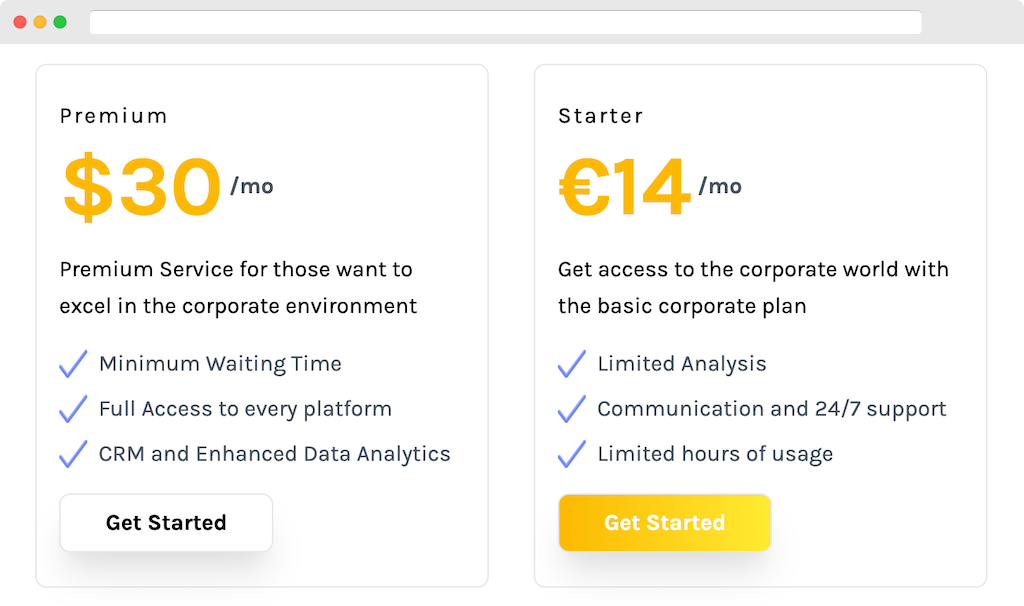 Premium
$30 /mo
Premium Service for those want to
excel in the corporate environment
Minimum Waiting Time
Full Access to every platform
CRM and Enhanced Data Analytics
Get Started
Starter
€14 /mo
Get access to the corporate world with
the basic corporate plan
Limited Analysis
Communication and 24/7 support
Limited hours of usage
Get Started